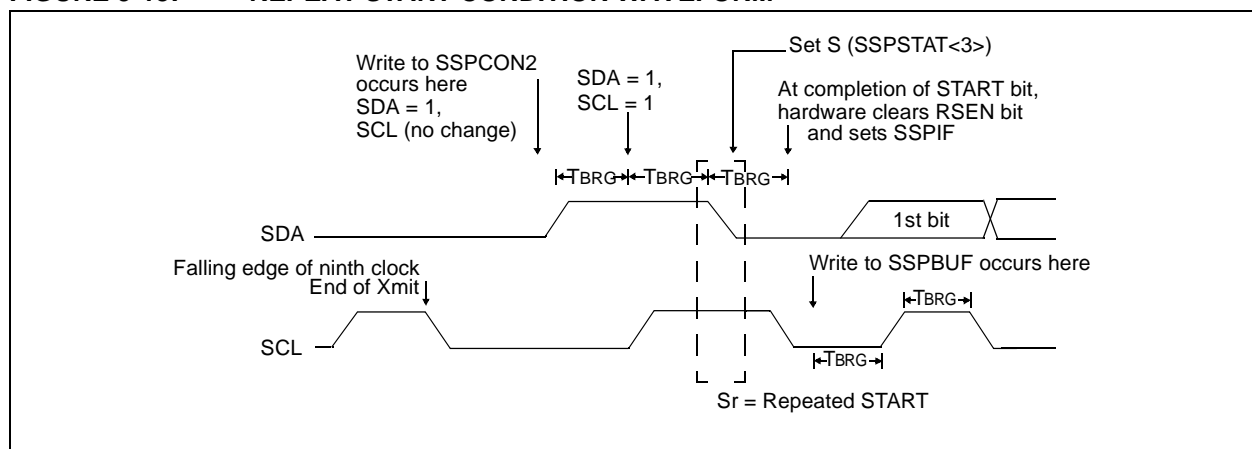 Set S (SSPSTAT<3>)
Write to SSPCON2
occurs here
SDA = 1,
SCL (no change)
SDA = 1,
SCL = 1
At completion of START bit,
hardware clears RSEN bit
and sets SSPIF
TBRG
TBRG
TBRG
SDA
1st bit
Falling edge of ninth clock
End of Xmit
Write to SSPBUF occurs here
TBRG
SCL
TBRG
Sr = Repeated START